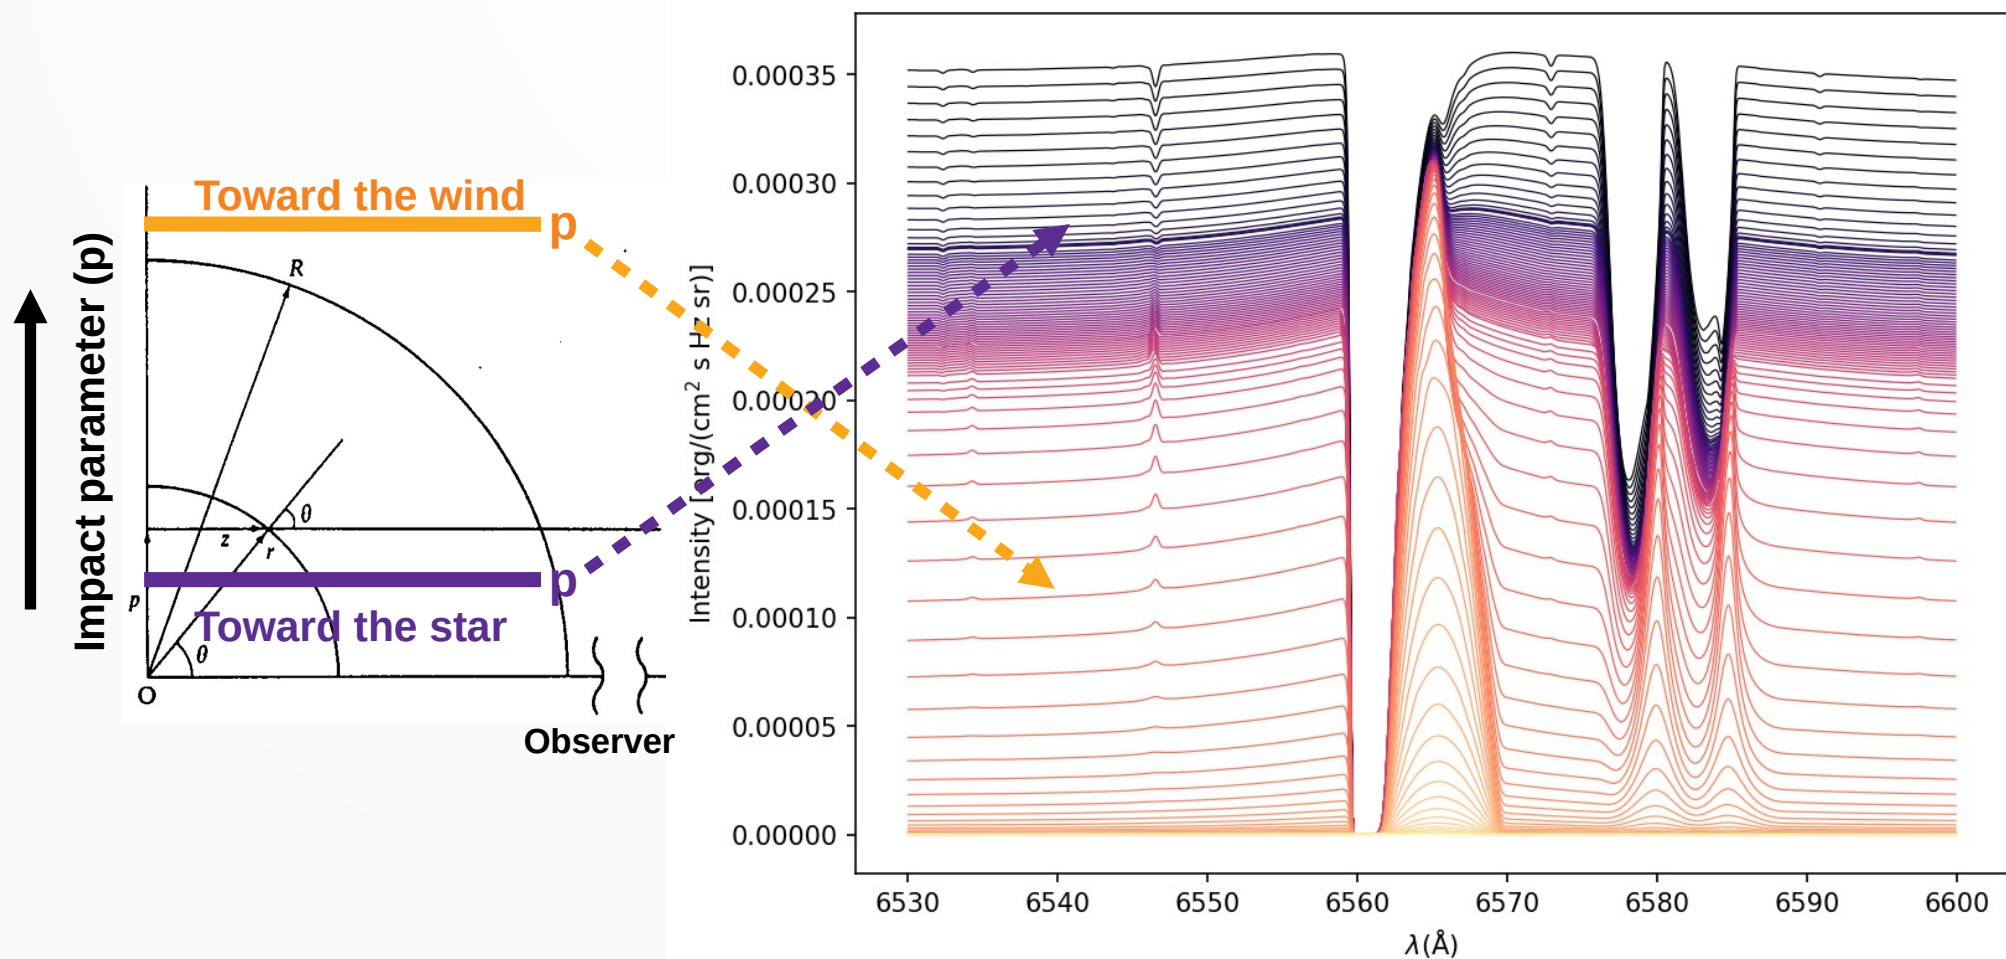 Impact parameter (p)
Toward the wind
p
R
θ
z
r
p
p
Toward the star
θ
O
Observer
Intensity [erg/(cm² s Hz sr)]
0.00035
0.00030
0.00025
0.00020
0.00015
0.00010
0.00005
0.00000
6530 6540 6550 6560 6570 6580 6590 6600
λ(Å)